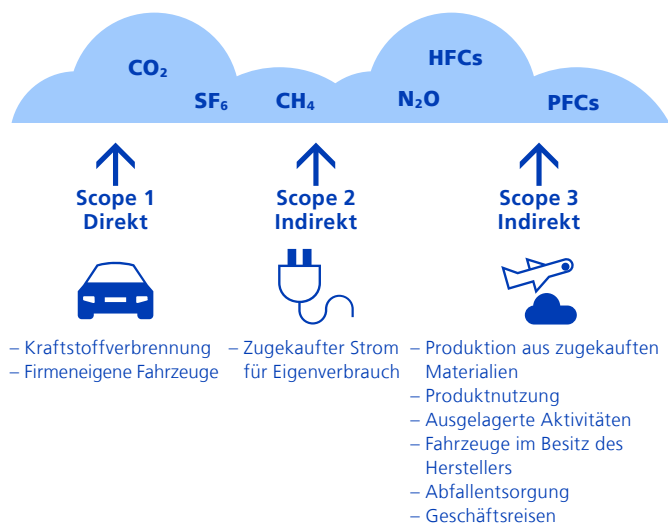 CO₂
HFCs
SF₆
CH₄
N₂O
PFCs
Scope 1
Direkt
– Kraftstoffverbrennung
– Firmeneigene Fahrzeuge
Scope 2
Indirekt
– Zugekaufter Strom
für Eigenverbrauch
Scope 3
Indirekt
– Produktion aus zugekauften
Materialien
– Produktnutzung
– Ausgelagerte Aktivitäten
– Fahrzeuge im Besitz des
Herstellers
– Abfallentsorgung
– Geschäftsreisen